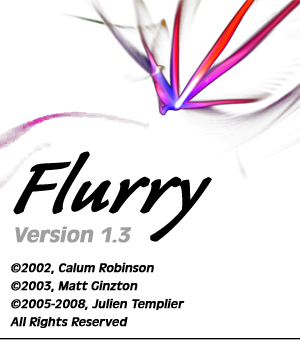 Flurry
Version 1.3
©2002, Calum Robinson
©2003, Matt Ginzton
©2005-2008, Julien Templier
All Rights Reserved